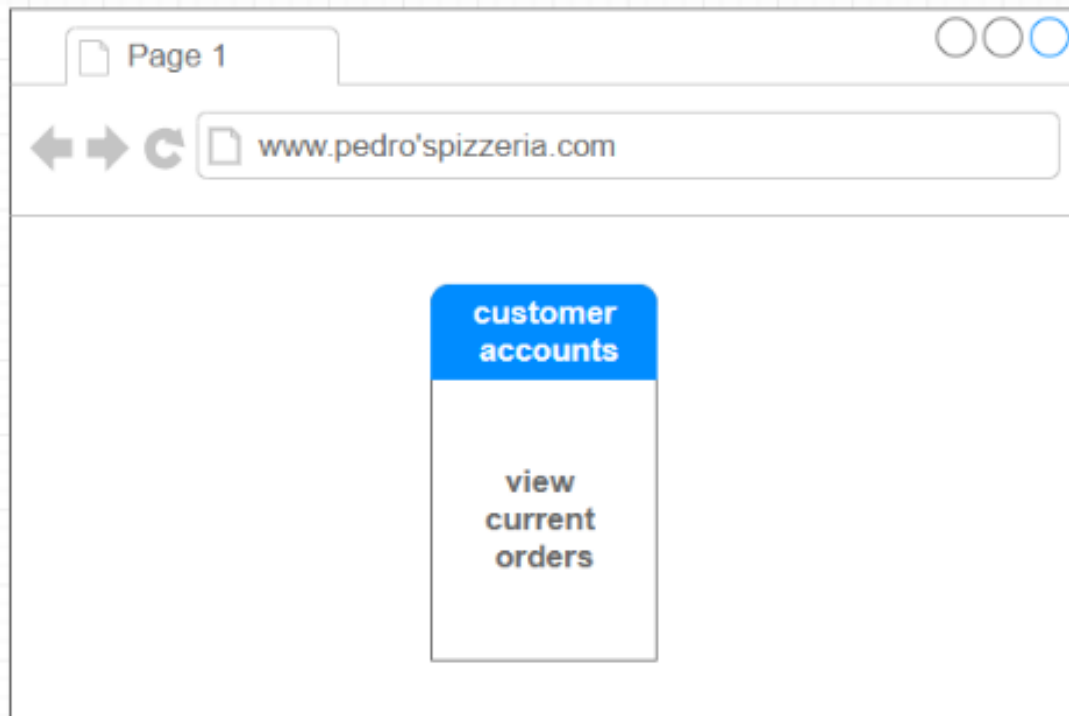 Page 1
www.pedro'spizzeria.com
customer
accounts
view
current
orders